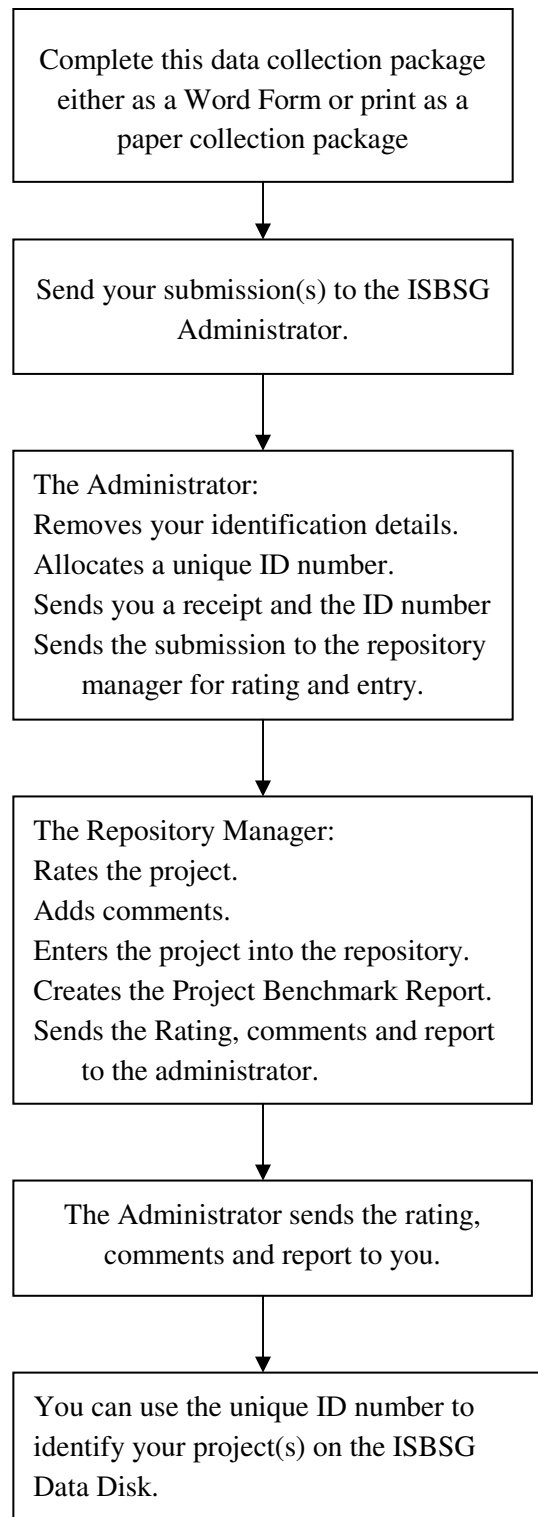 Complete this data collection package
either as a Word Form or print as a
paper collection package
Send your submission(s) to the ISBSG
Administrator.
The Administrator:
Removes your identification details.
Allocates a unique ID number.
Sends you a receipt and the ID number
Sends the submission to the repository
manager for rating and entry.
The Repository Manager:
Rates the project.
Adds comments.
Enters the project into the repository.
Creates the Project Benchmark Report.
Sends the Rating, comments and report
to the administrator.
The Administrator sends the rating,
comments and report to you.
You can use the unique ID number to
identify your project(s) on the ISBSG
Data Disk.